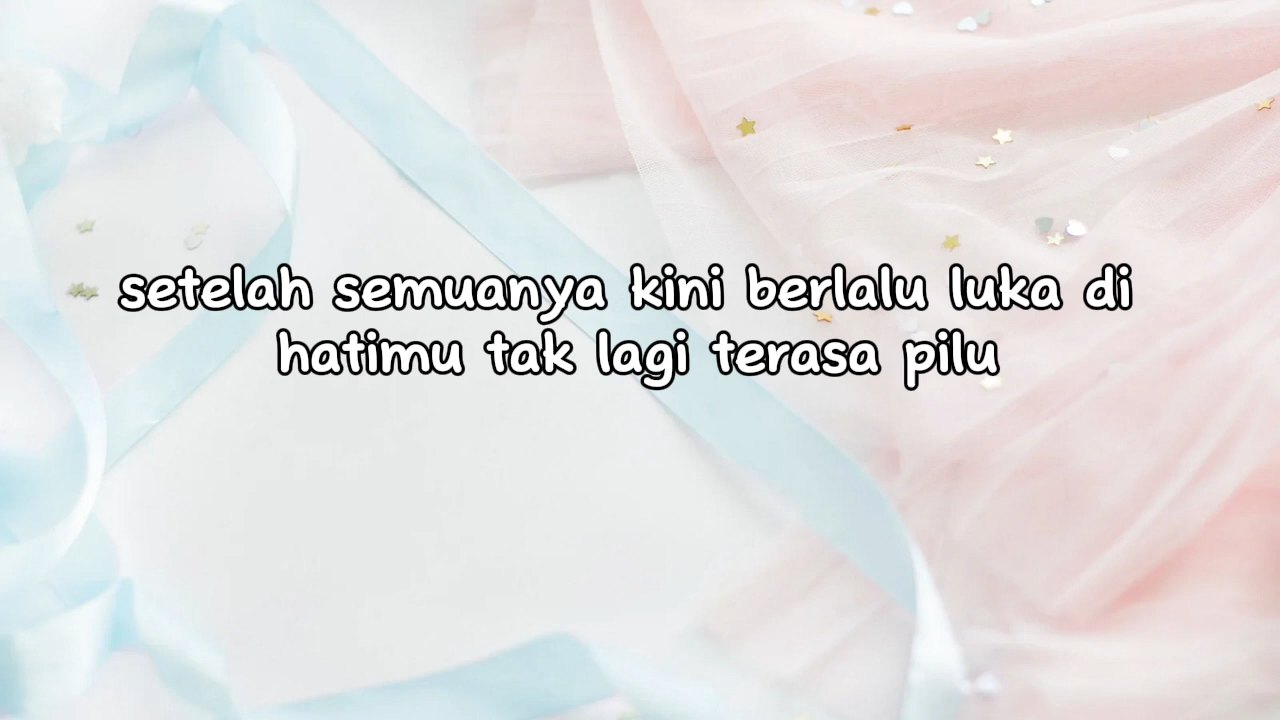 setelah semuanya kini berlalu luka di
hatimu tak lagi terasa pilu